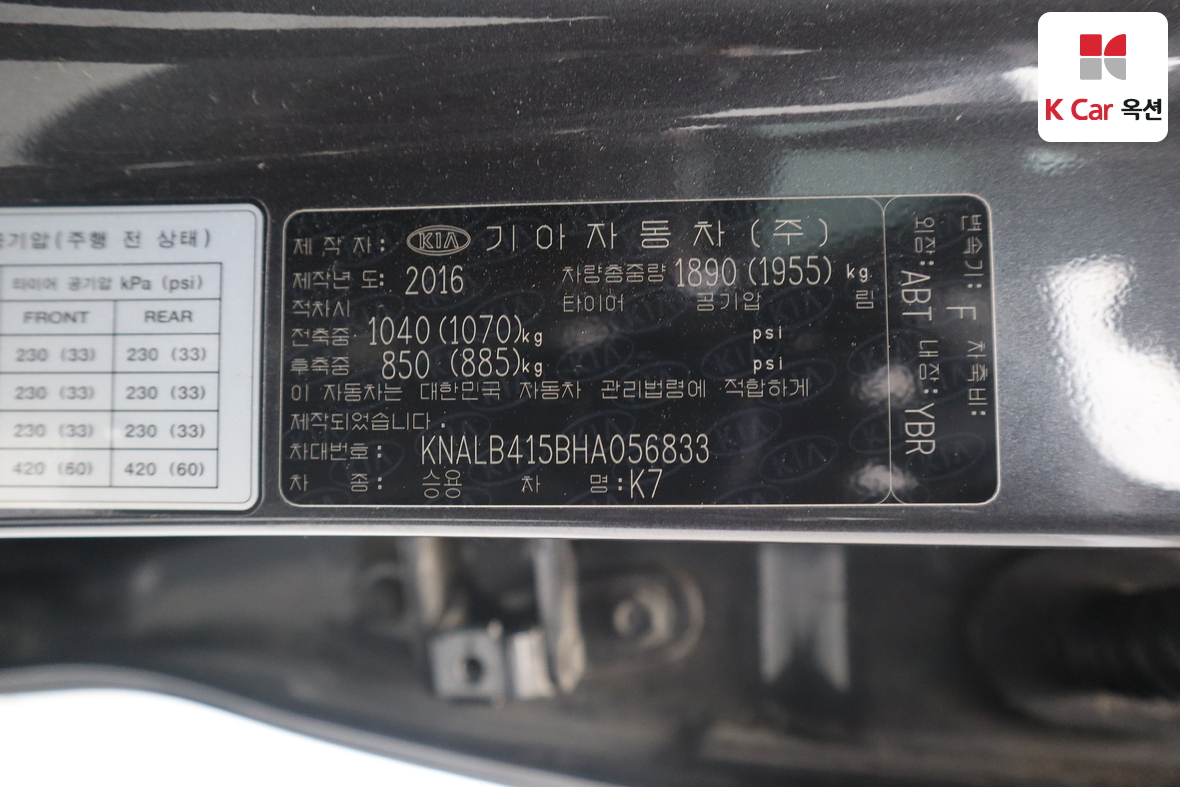 K Car 옥션
공기압(주행 전 상태)
타이어 공기압 kPa (psi)
FRONT REAR
230 (33) 230 (33)
230 (33) 230 (33)
230 (33) 230 (33)
420 (60) 420 (60)
제 작 자: KIA 기아자동차(주)
제작년 도: 2016 차량총중량 1890 (1955) kg
적차시 타이어 공기압 림
전축중 1040 (1070)kg psi
후축중 850 (885)kg psi
이 자동차는 대한민국 자동차 관리법령에 적합하게
제작되었습니다.
차대번호: KNALB415BHA056833
차 종: 승용 차 명:K7
변속기: F 차축비:
외장:ABT 내장:YBR